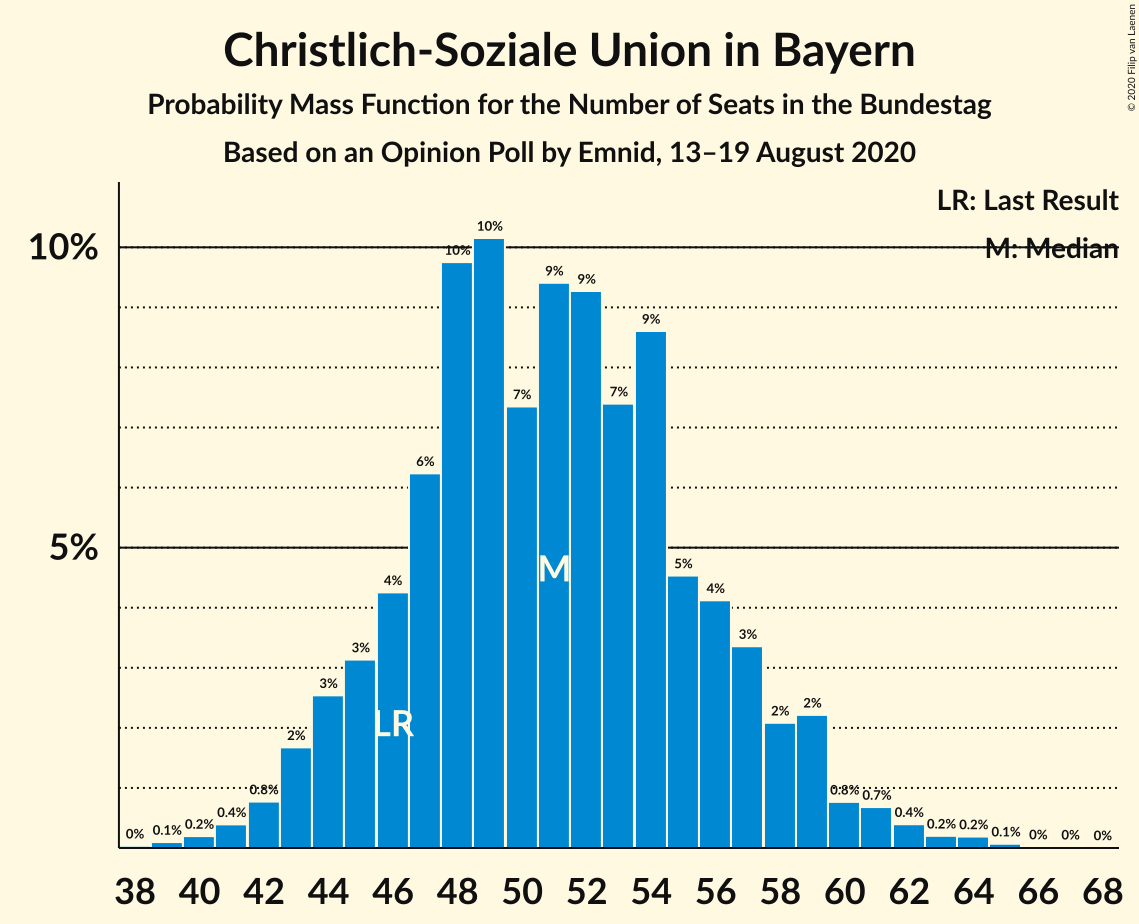 Christlich-Soziale Union in Bayern
Probability Mass Function for the Number of Seats in the Bundestag
Based on an Opinion Poll by Emnid, 13–19 August 2020
© 2020 Filip van Laenen
LR: Last Result
M: Median
10%
5%
0% 0.1% 0.2% 0.4% 0.8% 2% 3% 3% 4% 6% 10% 10% 7% 9% 9% 7% 9% 5% 4% 3% 2% 2% 0.8% 0.7% 0.4% 0.2% 0.2% 0.1% 0% 0% 0%
M
LR
38 40 42 44 46 48 50 52 54 56 58 60 62 64 66 68